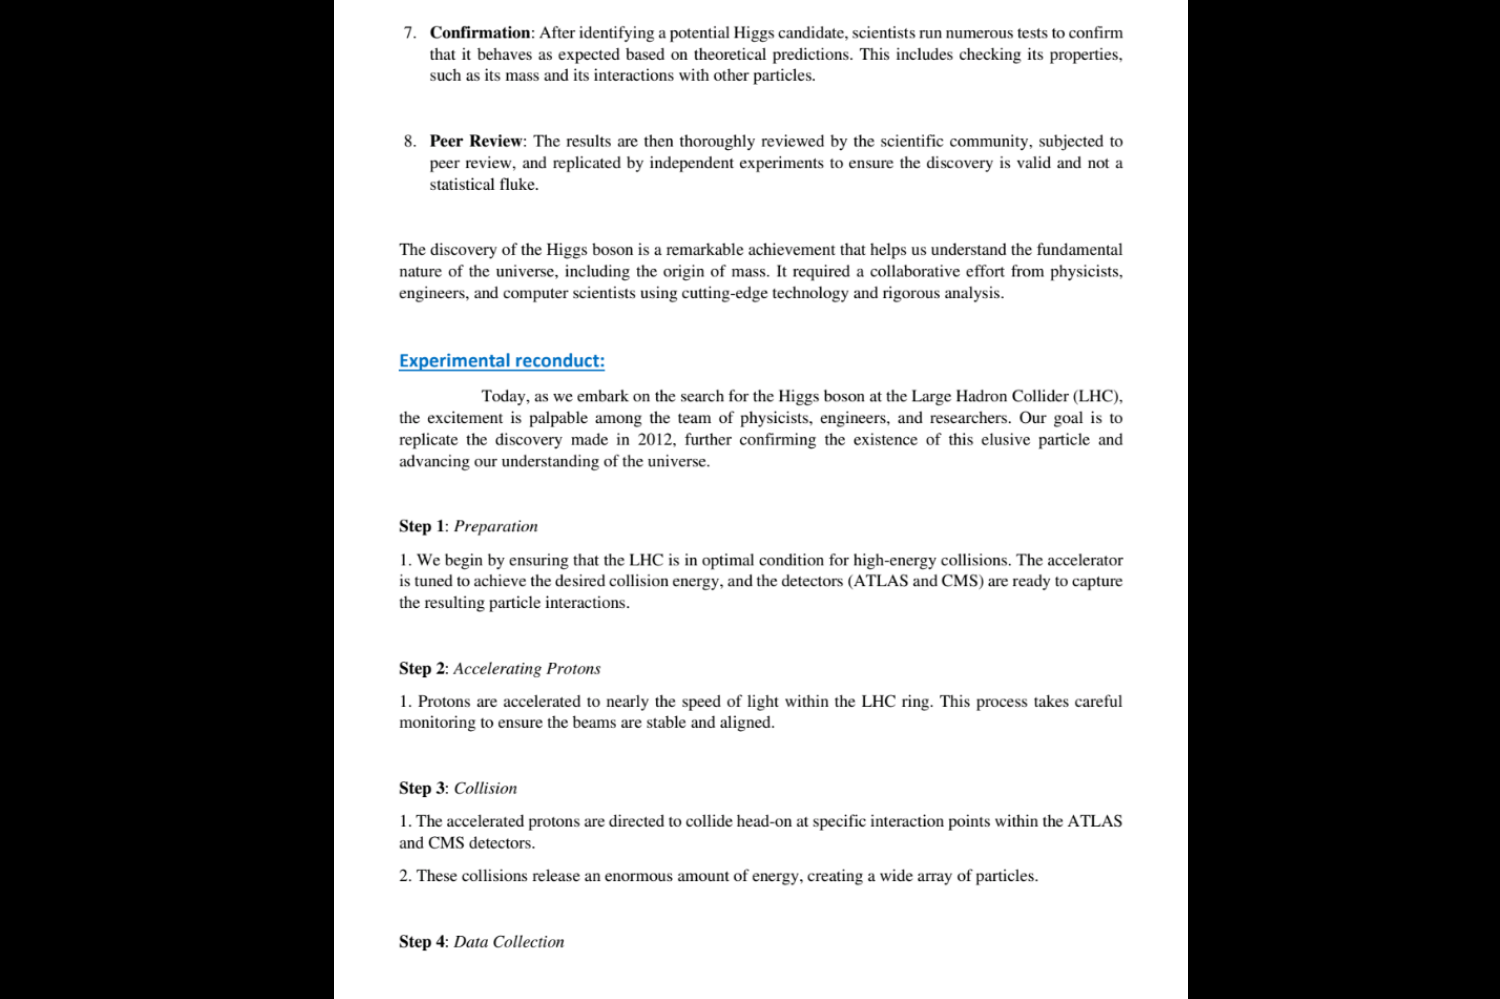 7. Confirmation: After identifying a potential Higgs candidate, scientists run numerous tests to confirm
that it behaves as expected based on theoretical predictions. This includes checking its properties,
such as its mass and its interactions with other particles.
8. Peer Review: The results are then thoroughly reviewed by the scientific community, subjected to
peer review, and replicated by independent experiments to ensure the discovery is valid and not a
statistical fluke.
The discovery of the Higgs boson is a remarkable achievement that helps us understand the fundamental
nature of the universe, including the origin of mass. It required a collaborative effort from physicists,
engineers, and computer scientists using cutting-edge technology and rigorous analysis.
Experimental reconduct:
Today, as we embark on the search for the Higgs boson at the Large Hadron Collider (LHC),
the excitement is palpable among the team of physicists, engineers, and researchers. Our goal is to
replicate the discovery made in 2012, further confirming the existence of this elusive particle and
advancing our understanding of the universe.
Step 1: Preparation
1. We begin by ensuring that the LHC is in optimal condition for high-energy collisions. The accelerator
is tuned to achieve the desired collision energy, and the detectors (ATLAS and CMS) are ready to capture
the resulting particle interactions.
Step 2: Accelerating Protons
1. Protons are accelerated to nearly the speed of light within the LHC ring. This process takes careful
monitoring to ensure the beams are stable and aligned.
Step 3: Collision
1. The accelerated protons are directed to collide head-on at specific interaction points within the ATLAS
and CMS detectors.
2. These collisions release an enormous amount of energy, creating a wide array of particles.
Step 4: Data Collection